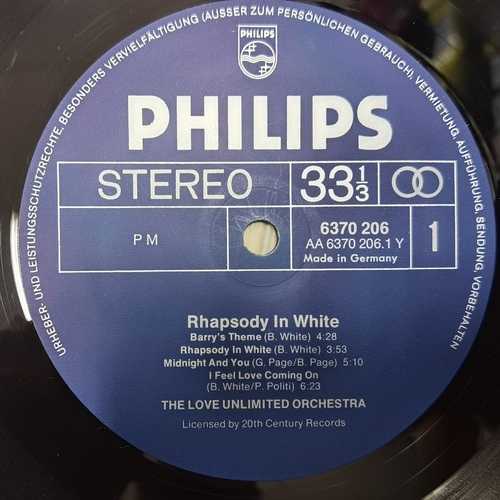 URHEBER- UND LEISTUNGSSCHUTZRECHTE, BESONDERS VERVIELFÄLTIGUNG (AUSSER ZUM PERSÖNLICHEN GEBRAUCH), VERMIETUNG, AUFFÜHRUNG, SENDUNG, VORBEHALTEN
PHILIPS
PHILIPS
STEREO 33 1/3
PM 6370 206 1
AA 6370 206.1 Y
Made in Germany
Rhapsody In White
Barry's Theme (B. White) 4:28
Rhapsody In White (B. White) 3:53
Midnight And You (G. Page/B. Page) 5:10
I Feel Love Coming On
(B. White/P. Politi) 6:23
THE LOVE UNLIMITED ORCHESTRA
Licensed by 20th Century Records